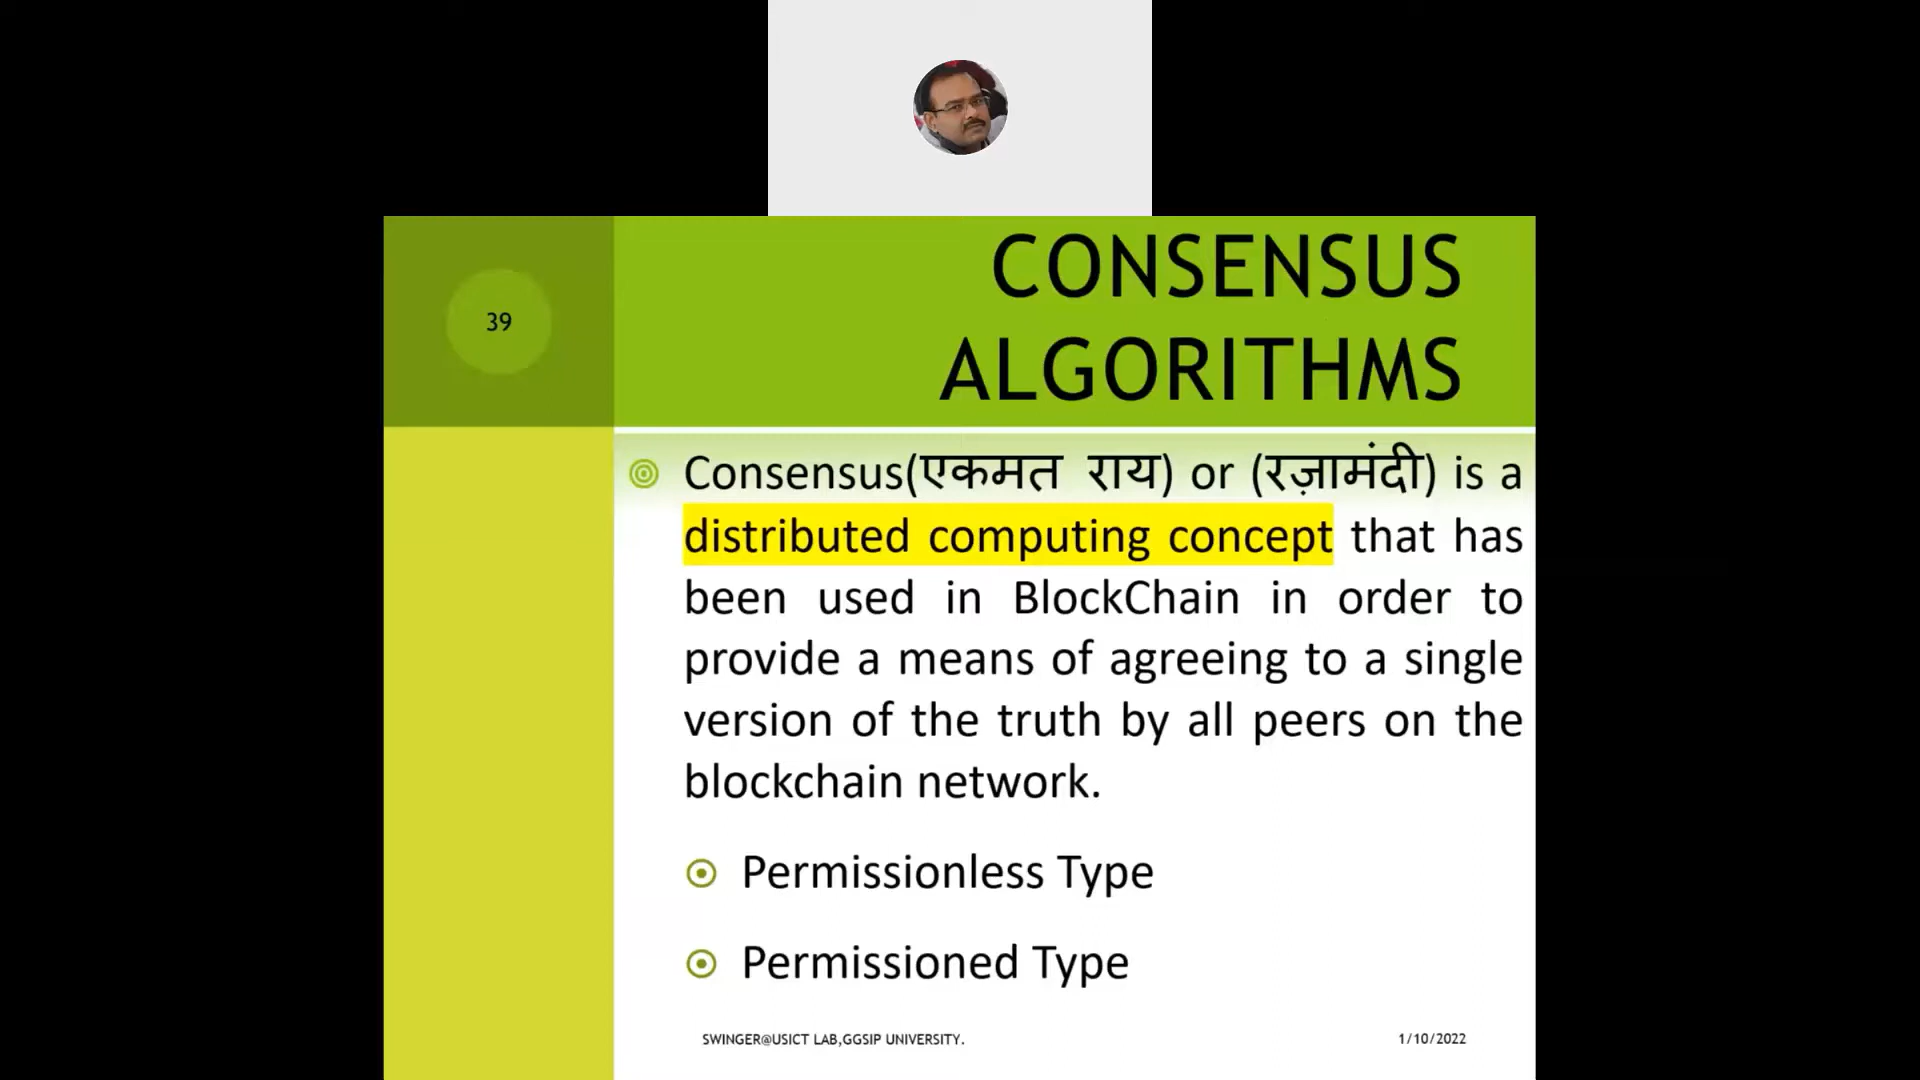 39
CONSENSUS
ALGORITHMS
Consensus(एकमत राय) or (रज़ामंदी) is a
distributed computing concept that has
been used in BlockChain in order to
provide a means of agreeing to a single
version of the truth by all peers on the
blockchain network.
Permissionless Type
Permissioned Type
SWINGER@USICT LAB,GGSIP UNIVERSITY.
1/10/2022